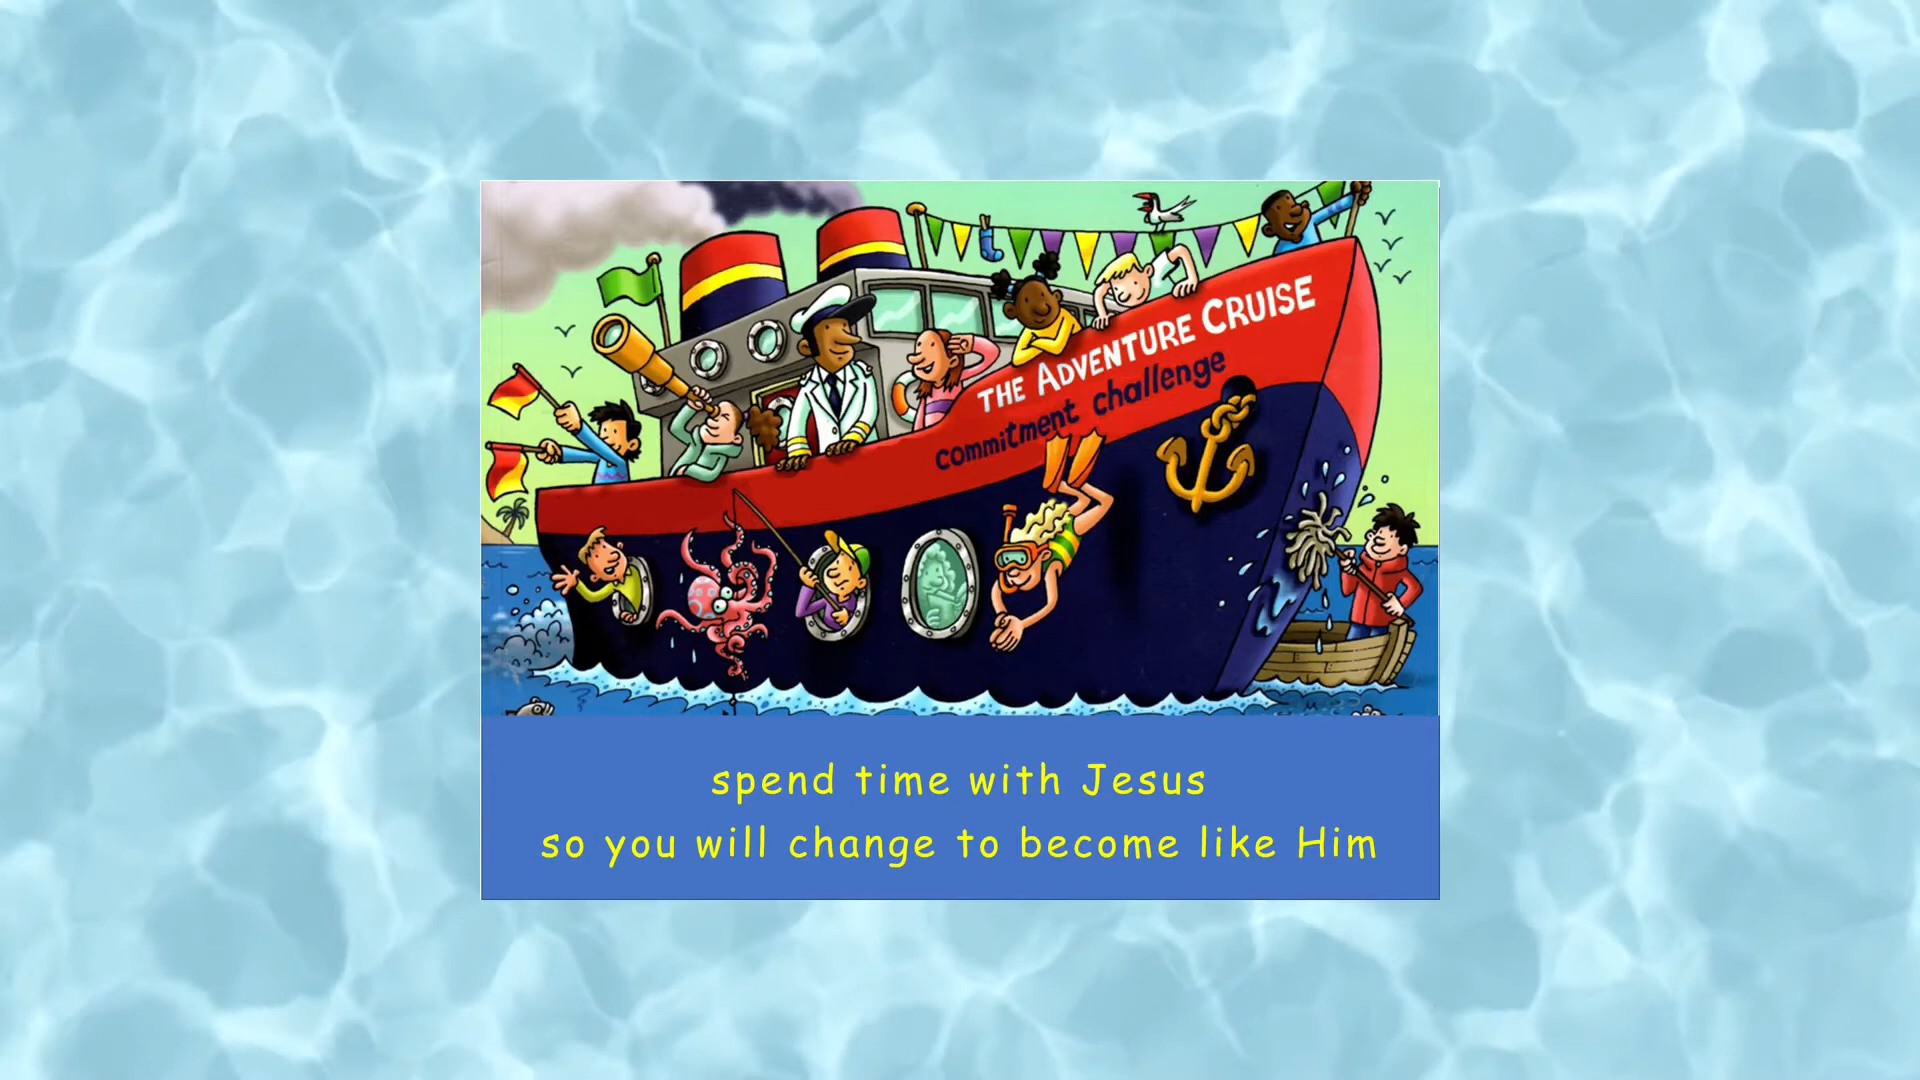 THE ADVENTURE CRUISE
commitment challenge
spend time with Jesus
so you will change to become like Him